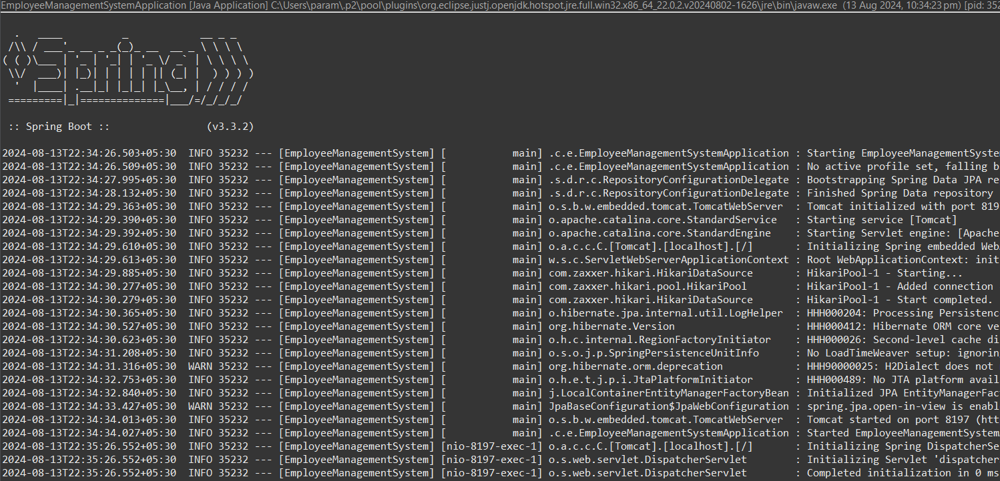 EmployeeManagementSystemApplication [Java Application] C:\Users\param\.p2\pool\plugins\org.eclipse.justj.openjdk.hotspot.jre.full.win32.x86_64_22.0.2.v20240802-1626\jre\bin\javaw.exe (13 Aug 2024, 10:34:23 pm) [pid: 352
  .   ____          _            __ _ _
 /\\ / ___'_ __ _ _(_)_ __  __ _ \ \ \ \
( ( )\___ | '_ | '_| | '_ \/ _` | \ \ \ \
 \\/  ___)| |_)| | | | | || (_| |  ) ) ) )
  '  |____| .__|_| |_|_| |_\__, | / / / /
 =========|_|==============|___/=/_/_/_/
 :: Spring Boot ::                (v3.3.2)
2024-08-13T22:34:26.503+05:30  INFO 35232 --- [EmployeeManagementSystem] [           main] .c.e.EmployeeManagementSystemApplication : Starting EmployeeManagementSyste
2024-08-13T22:34:26.509+05:30  INFO 35232 --- [EmployeeManagementSystem] [           main] .c.e.EmployeeManagementSystemApplication : No active profile set, falling b
2024-08-13T22:34:27.995+05:30  INFO 35232 --- [EmployeeManagementSystem] [           main] .s.d.r.c.RepositoryConfigurationDelegate : Bootstrapping Spring Data JPA re
2024-08-13T22:34:28.132+05:30  INFO 35232 --- [EmployeeManagementSystem] [           main] .s.d.r.c.RepositoryConfigurationDelegate : Finished Spring Data repository
2024-08-13T22:34:29.363+05:30  INFO 35232 --- [EmployeeManagementSystem] [           main] o.s.b.w.embedded.tomcat.TomcatWebServer  : Tomcat initialized with port 819
2024-08-13T22:34:29.390+05:30  INFO 35232 --- [EmployeeManagementSystem] [           main] o.apache.catalina.core.StandardService   : Starting service [Tomcat]
2024-08-13T22:34:29.392+05:30  INFO 35232 --- [EmployeeManagementSystem] [           main] o.apache.catalina.core.StandardEngine    : Starting Servlet engine: [Apache
2024-08-13T22:34:29.610+05:30  INFO 35232 --- [EmployeeManagementSystem] [           main] o.a.c.c.C.[Tomcat].[localhost].[/]       : Initializing Spring embedded Web
2024-08-13T22:34:29.613+05:30  INFO 35232 --- [EmployeeManagementSystem] [           main] w.s.c.ServletWebServerApplicationContext : Root WebApplicationContext: init
2024-08-13T22:34:29.885+05:30  INFO 35232 --- [EmployeeManagementSystem] [           main] com.zaxxer.hikari.HikariDataSource       : HikariPool-1 - Starting...
2024-08-13T22:34:30.277+05:30  INFO 35232 --- [EmployeeManagementSystem] [           main] com.zaxxer.hikari.pool.HikariPool        : HikariPool-1 - Added connection
2024-08-13T22:34:30.279+05:30  INFO 35232 --- [EmployeeManagementSystem] [           main] com.zaxxer.hikari.HikariDataSource       : HikariPool-1 - Start completed.
2024-08-13T22:34:30.365+05:30  INFO 35232 --- [EmployeeManagementSystem] [           main] o.hibernate.jpa.internal.util.LogHelper  : HHH000204: Processing Persistenc
2024-08-13T22:34:30.527+05:30  INFO 35232 --- [EmployeeManagementSystem] [           main] org.hibernate.Version                    : HHH000412: Hibernate ORM core ve
2024-08-13T22:34:30.623+05:30  INFO 35232 --- [EmployeeManagementSystem] [           main] o.h.c.internal.RegionFactoryInitiator    : HHH000026: Second-level cache di
2024-08-13T22:34:31.208+05:30  INFO 35232 --- [EmployeeManagementSystem] [           main] o.s.o.j.p.SpringPersistenceUnitInfo      : No LoadTimeWeaver setup: ignorin
2024-08-13T22:34:31.316+05:30  WARN 35232 --- [EmployeeManagementSystem] [           main] org.hibernate.orm.deprecation            : HHH90000025: H2Dialect does not
2024-08-13T22:34:32.753+05:30  INFO 35232 --- [EmployeeManagementSystem] [           main] o.h.e.t.j.p.i.JtaPlatformInitiator       : HHH000489: No JTA platform avail
2024-08-13T22:34:32.840+05:30  INFO 35232 --- [EmployeeManagementSystem] [           main] j.LocalContainerEntityManagerFactoryBean : Initialized JPA EntityManagerFac
2024-08-13T22:34:33.427+05:30  WARN 35232 --- [EmployeeManagementSystem] [           main] JpaBaseConfiguration$JpaWebConfiguration : spring.jpa.open-in-view is enabl
2024-08-13T22:34:34.013+05:30  INFO 35232 --- [EmployeeManagementSystem] [           main] o.s.b.w.embedded.tomcat.TomcatWebServer  : Tomcat started on port 8197 (htt
2024-08-13T22:34:34.027+05:30  INFO 35232 --- [EmployeeManagementSystem] [           main] .c.e.EmployeeManagementSystemApplication : Started EmployeeManagementSystem
2024-08-13T22:35:26.552+05:30  INFO 35232 --- [EmployeeManagementSystem] [nio-8197-exec-1] o.a.c.c.C.[Tomcat].[localhost].[/]       : Initializing Spring DispatcherSe
2024-08-13T22:35:26.552+05:30  INFO 35232 --- [EmployeeManagementSystem] [nio-8197-exec-1] o.s.web.servlet.DispatcherServlet        : Initializing Servlet 'dispatcher
2024-08-13T22:35:26.552+05:30  INFO 35232 --- [EmployeeManagementSystem] [nio-8197-exec-1] o.s.web.servlet.DispatcherServlet        : Completed initialization in 0 ms